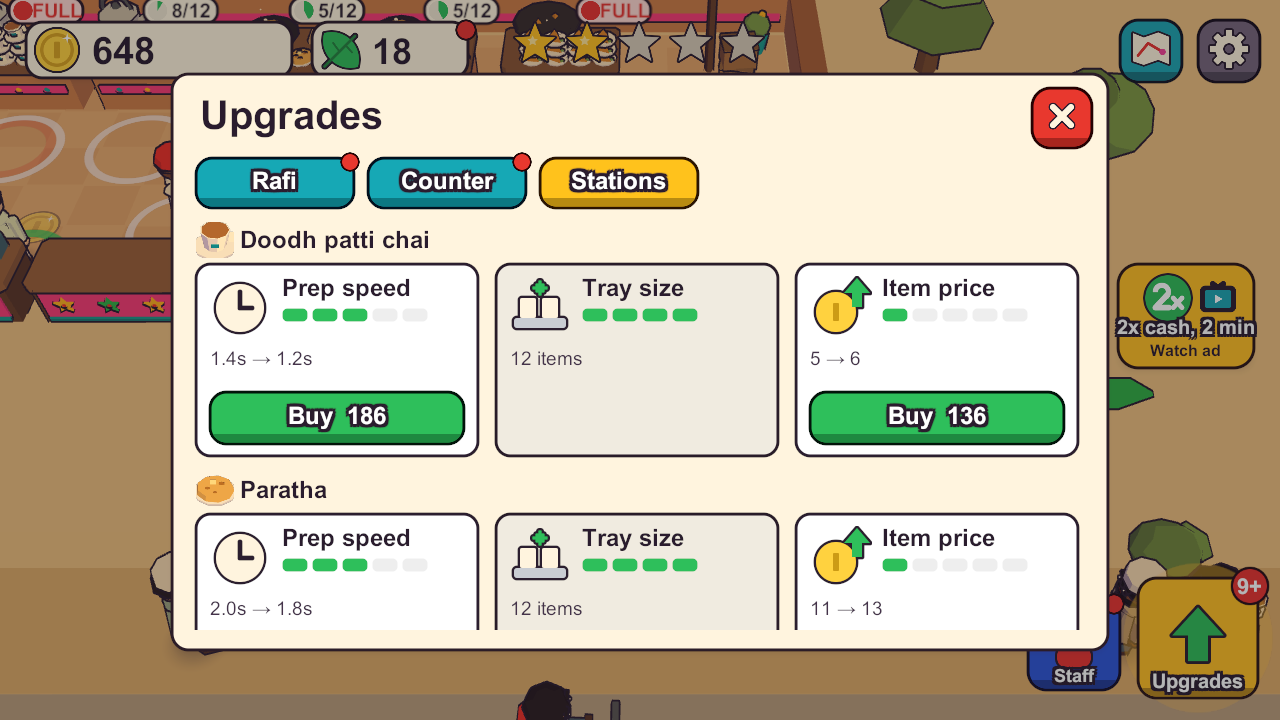 FULL
8/12
5/12
5/12
FULL
648
18
Upgrades
Rafi
Counter
Stations
Doodh patti chai
Prep speed
1.4s → 1.2s
Buy 186
Tray size
12 items
Item price
5 → 6
Buy 136
Paratha
Prep speed
2.0s → 1.8s
Tray size
12 items
Item price
11 → 13
2x
2x cash, 2 min
Watch ad
Staff
9+
Upgrades